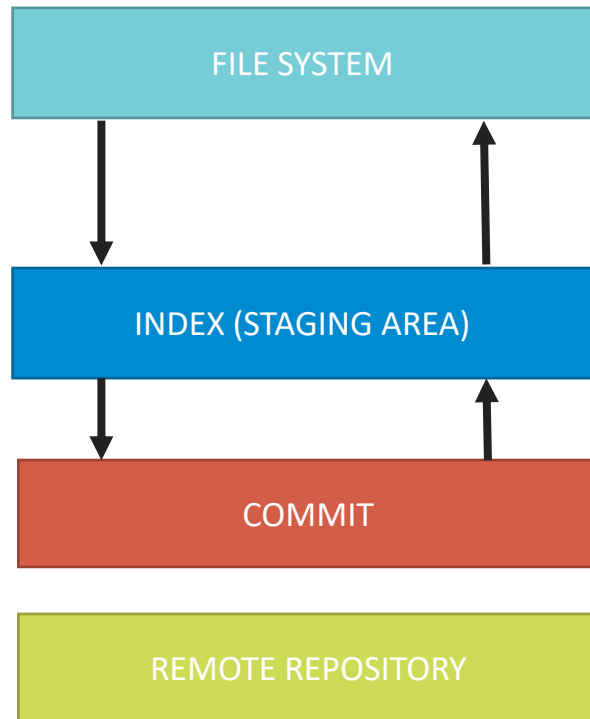 FILE SYSTEM
INDEX (STAGING AREA)
COMMIT
REMOTE REPOSITORY